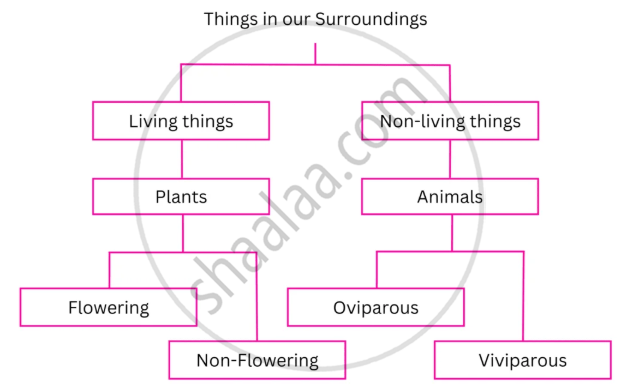 Things in our Surroundings
Living things
Non-living things
Plants
Animals
Flowering
Oviparous
Non-Flowering
Viviparous
shaalaa.com